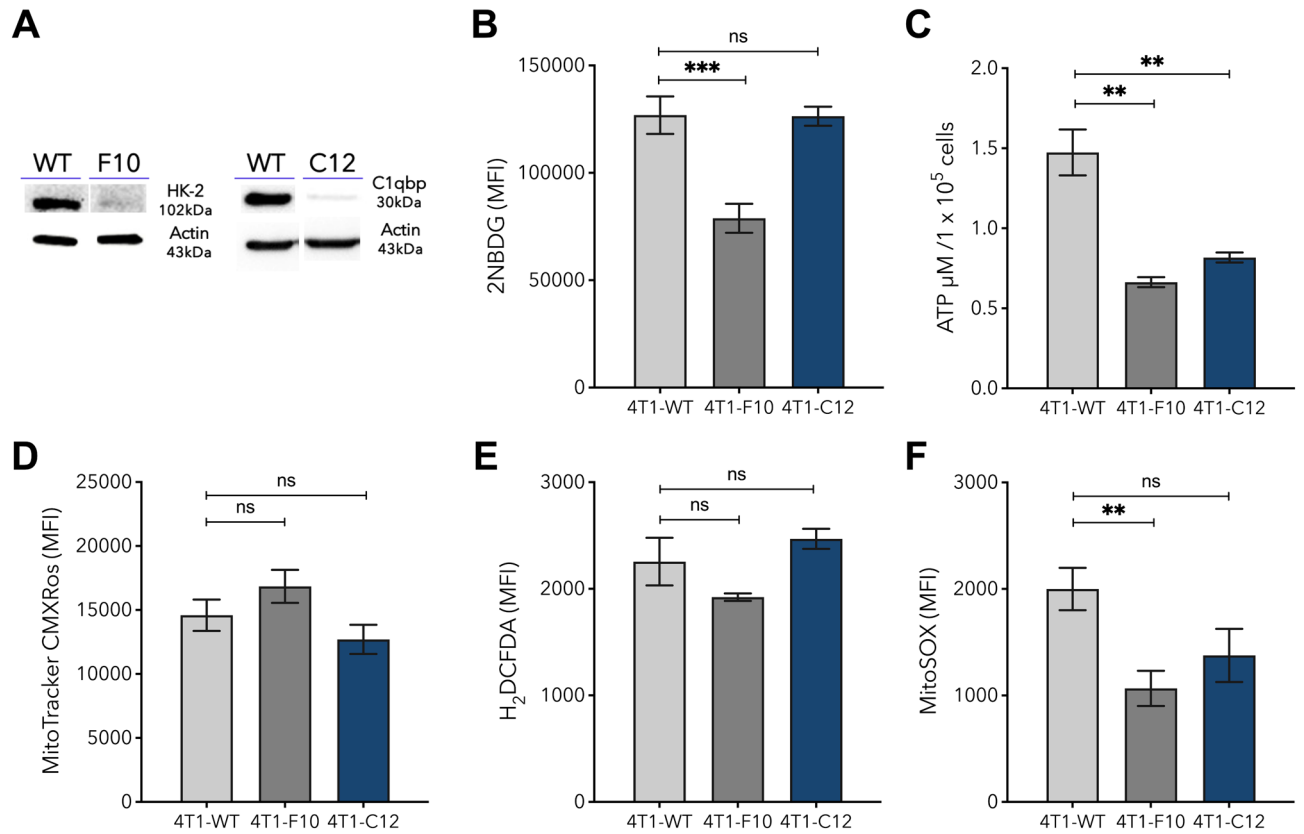 A
WT F10
HK-2
102kDa
Actin
43kDa
WT C12
C1qbp
30kDa
Actin
43kDa
B
ns
***
150000
100000
50000
0
2NBDG (MFI)
4T1-WT 4T1-F10 4T1-C12
C
**
**
2.0
1.5
1.0
0.5
0.0
ATP µM /1 x 10⁵ cells
4T1-WT 4T1-F10 4T1-C12
D
ns
ns
25000
20000
15000
10000
5000
0
MitoTracker CMXRos (MFI)
4T1-WT 4T1-F10 4T1-C12
E
ns
ns
3000
2000
1000
0
H₂DCFDA (MFI)
4T1-WT 4T1-F10 4T1-C12
F
ns
**
3000
2000
1000
0
MitoSOX (MFI)
4T1-WT 4T1-F10 4T1-C12